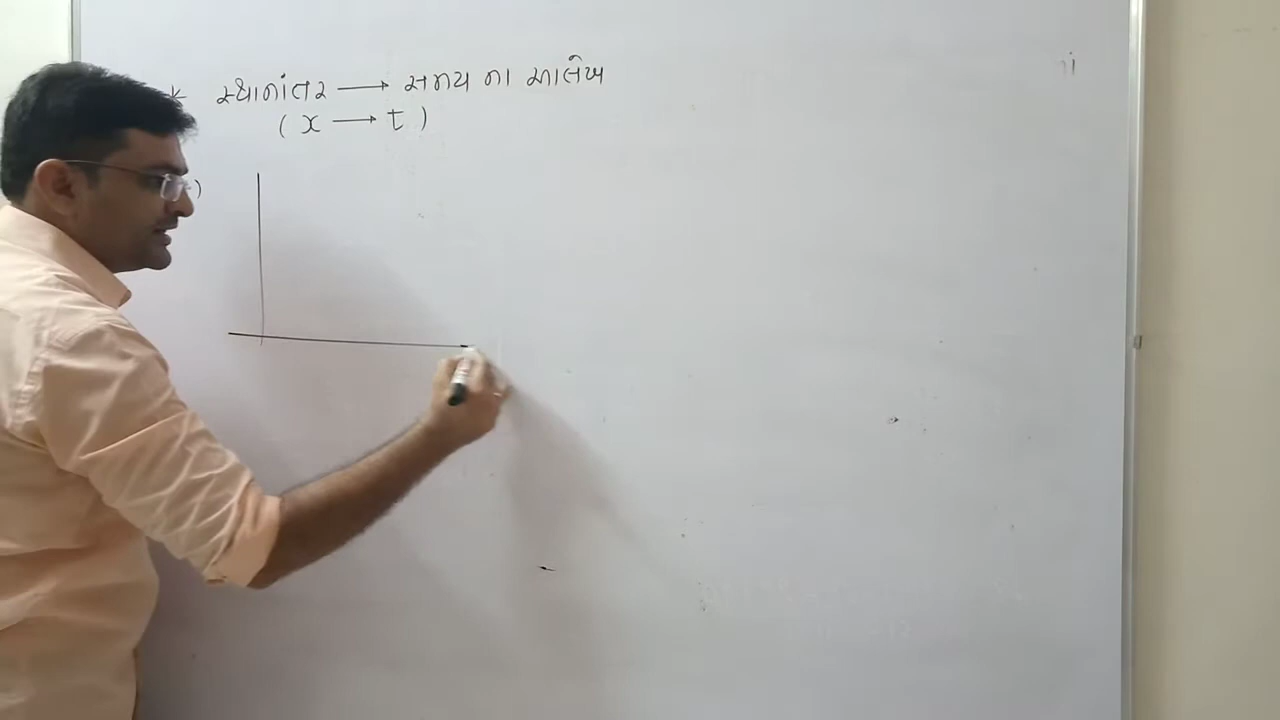 * સ્થાનાંતર → સમય ના આલેખ
( x → t )
)